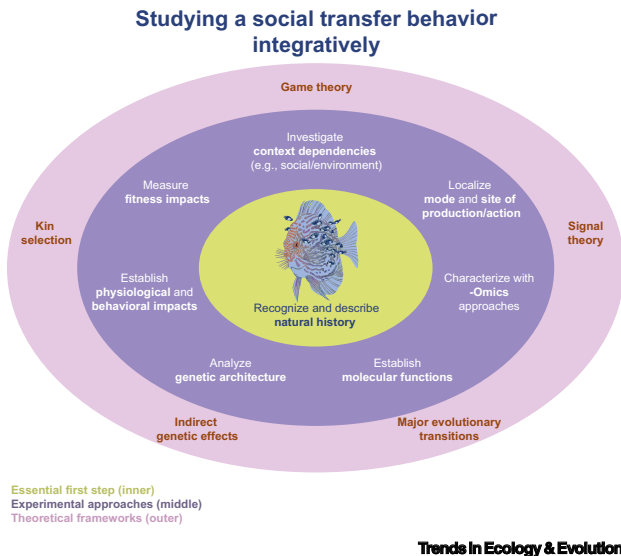 Studying a social transfer behavior
integratively
Game theory
Investigate
context dependencies
(e.g., social/environment)
Measure
fitness impacts
Localize
mode and site of
production/action
Kin
selection
Signal
theory
Establish
physiological and
behavioral impacts
Characterize with
-Omics
approaches
Recognize and describe
natural history
Analyze
genetic architecture
Establish
molecular functions
Indirect
genetic effects
Major evolutionary
transitions
Essential first step (inner)
Experimental approaches (middle)
Theoretical frameworks (outer)
Trends in Ecology & Evolution